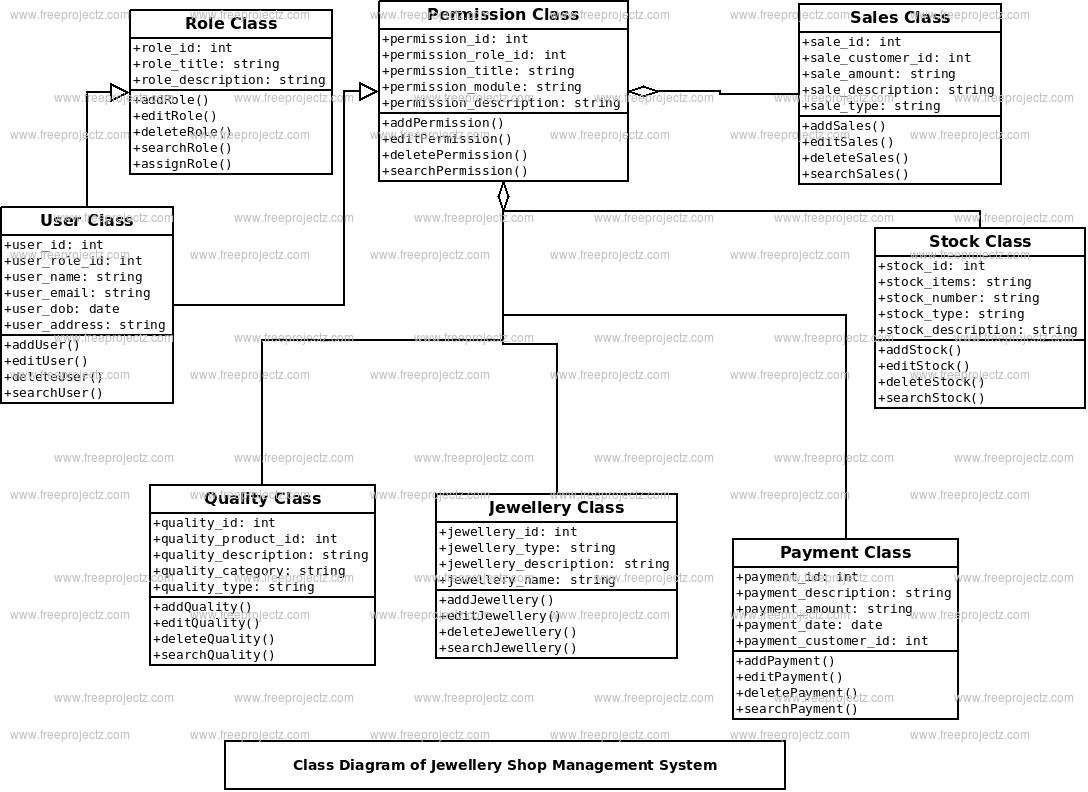 Role Class
+role_id: int
+role_title: string
+role_description: string
+addRole()
+editRole()
+deleteRole()
+searchRole()
+assignRole()
Permission Class
+permission_id: int
+permission_role_id: int
+permission_title: string
+permission_module: string
+permission_description: string
+addPermission()
+editPermission()
+deletePermission()
+searchPermission()
Sales Class
+sale_id: int
+sale_customer_id: int
+sale_amount: string
+sale_description: string
+sale_type: string
+addSales()
+editSales()
+deleteSales()
+searchSales()
User Class
+user_id: int
+user_role_id: int
+user_name: string
+user_email: string
+user_dob: date
+user_address: string
+addUser()
+editUser()
+deleteUser()
+searchUser()
Stock Class
+stock_id: int
+stock_items: string
+stock_number: string
+stock_type: string
+stock_description: string
+addStock()
+editStock()
+deleteStock()
+searchStock()
Quality Class
+quality_id: int
+quality_product_id: int
+quality_description: string
+quality_category: string
+quality_type: string
+addQuality()
+editQuality()
+deleteQuality()
+searchQuality()
Jewellery Class
+jewellery_id: int
+jewellery_type: string
+jewellery_description: string
+jewellery_name: string
+addJewellery()
+editJewellery()
+deleteJewellery()
+searchJewellery()
Payment Class
+payment_id: int
+payment_description: string
+payment_amount: string
+payment_date: date
+payment_customer_id: int
+addPayment()
+editPayment()
+deletePayment()
+searchPayment()
Class Diagram of Jewellery Shop Management System
www.freeprojectz.com